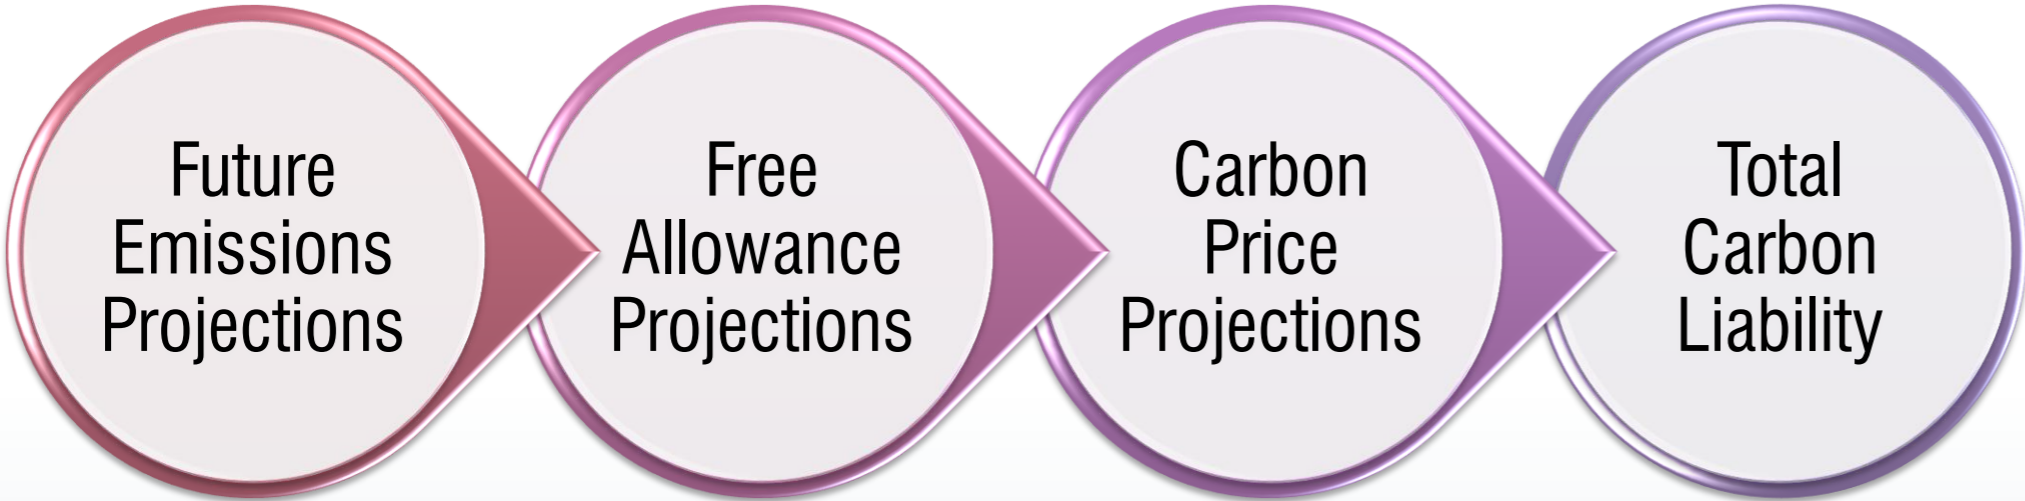 Future
Emissions
Projections
Free
Allowance
Projections
Carbon
Price
Projections
Total
Carbon
Liability